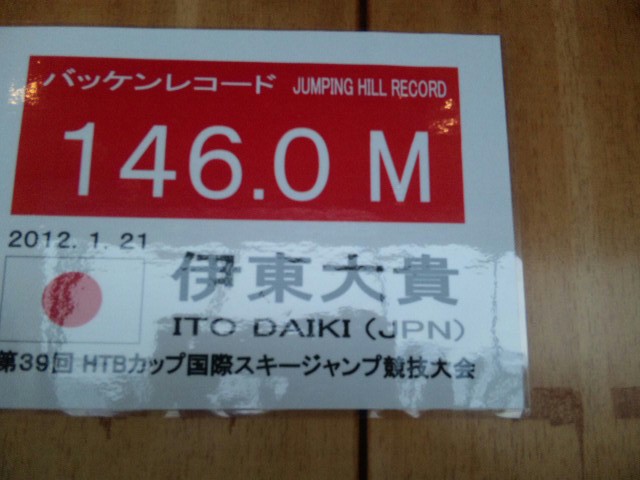 バッケンレコード JUMPING HILL RECORD
146.0 M
2012. 1. 21
伊東大貴
ITO DAIKI (JPN)
第39回 HTBカップ国際スキージャンプ競技大会